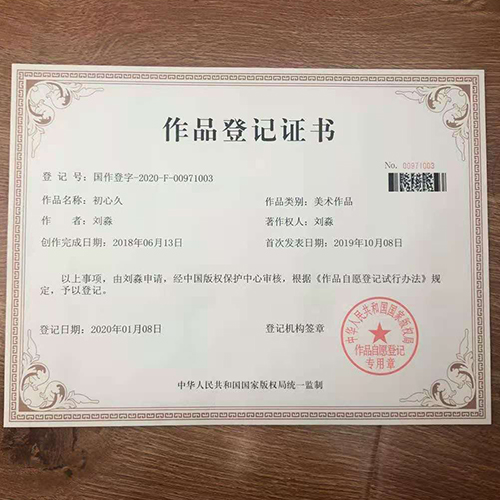 作品登记证书
No. 00971003
登 记 号：国作登字-2020-F-00971003
作品名称：初心久
作品类别：美术作品
作 者：刘淼
著作权人：刘淼
创作完成日期：2018年06月13日
首次发表日期：2019年10月08日
以上事项，由刘淼申请，经中国版权保护中心审核，根据《作品自愿登记试行办法》规
定，予以登记。
登记日期：2020年01月08日
登记机构签章
中华人民共和国国家版权局
作品自愿登记
专用章
中华人民共和国国家版权局统一监制